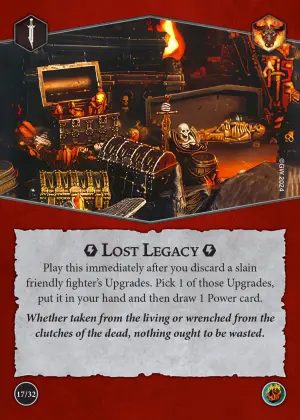 ©GW 2024
LOST LEGACY
Play this immediately after you discard a slain
friendly fighter's Upgrades. Pick 1 of those Upgrades,
put it in your hand and then draw 1 Power card.
Whether taken from the living or wrenched from the
clutches of the dead, nothing ought to be wasted.
17/32